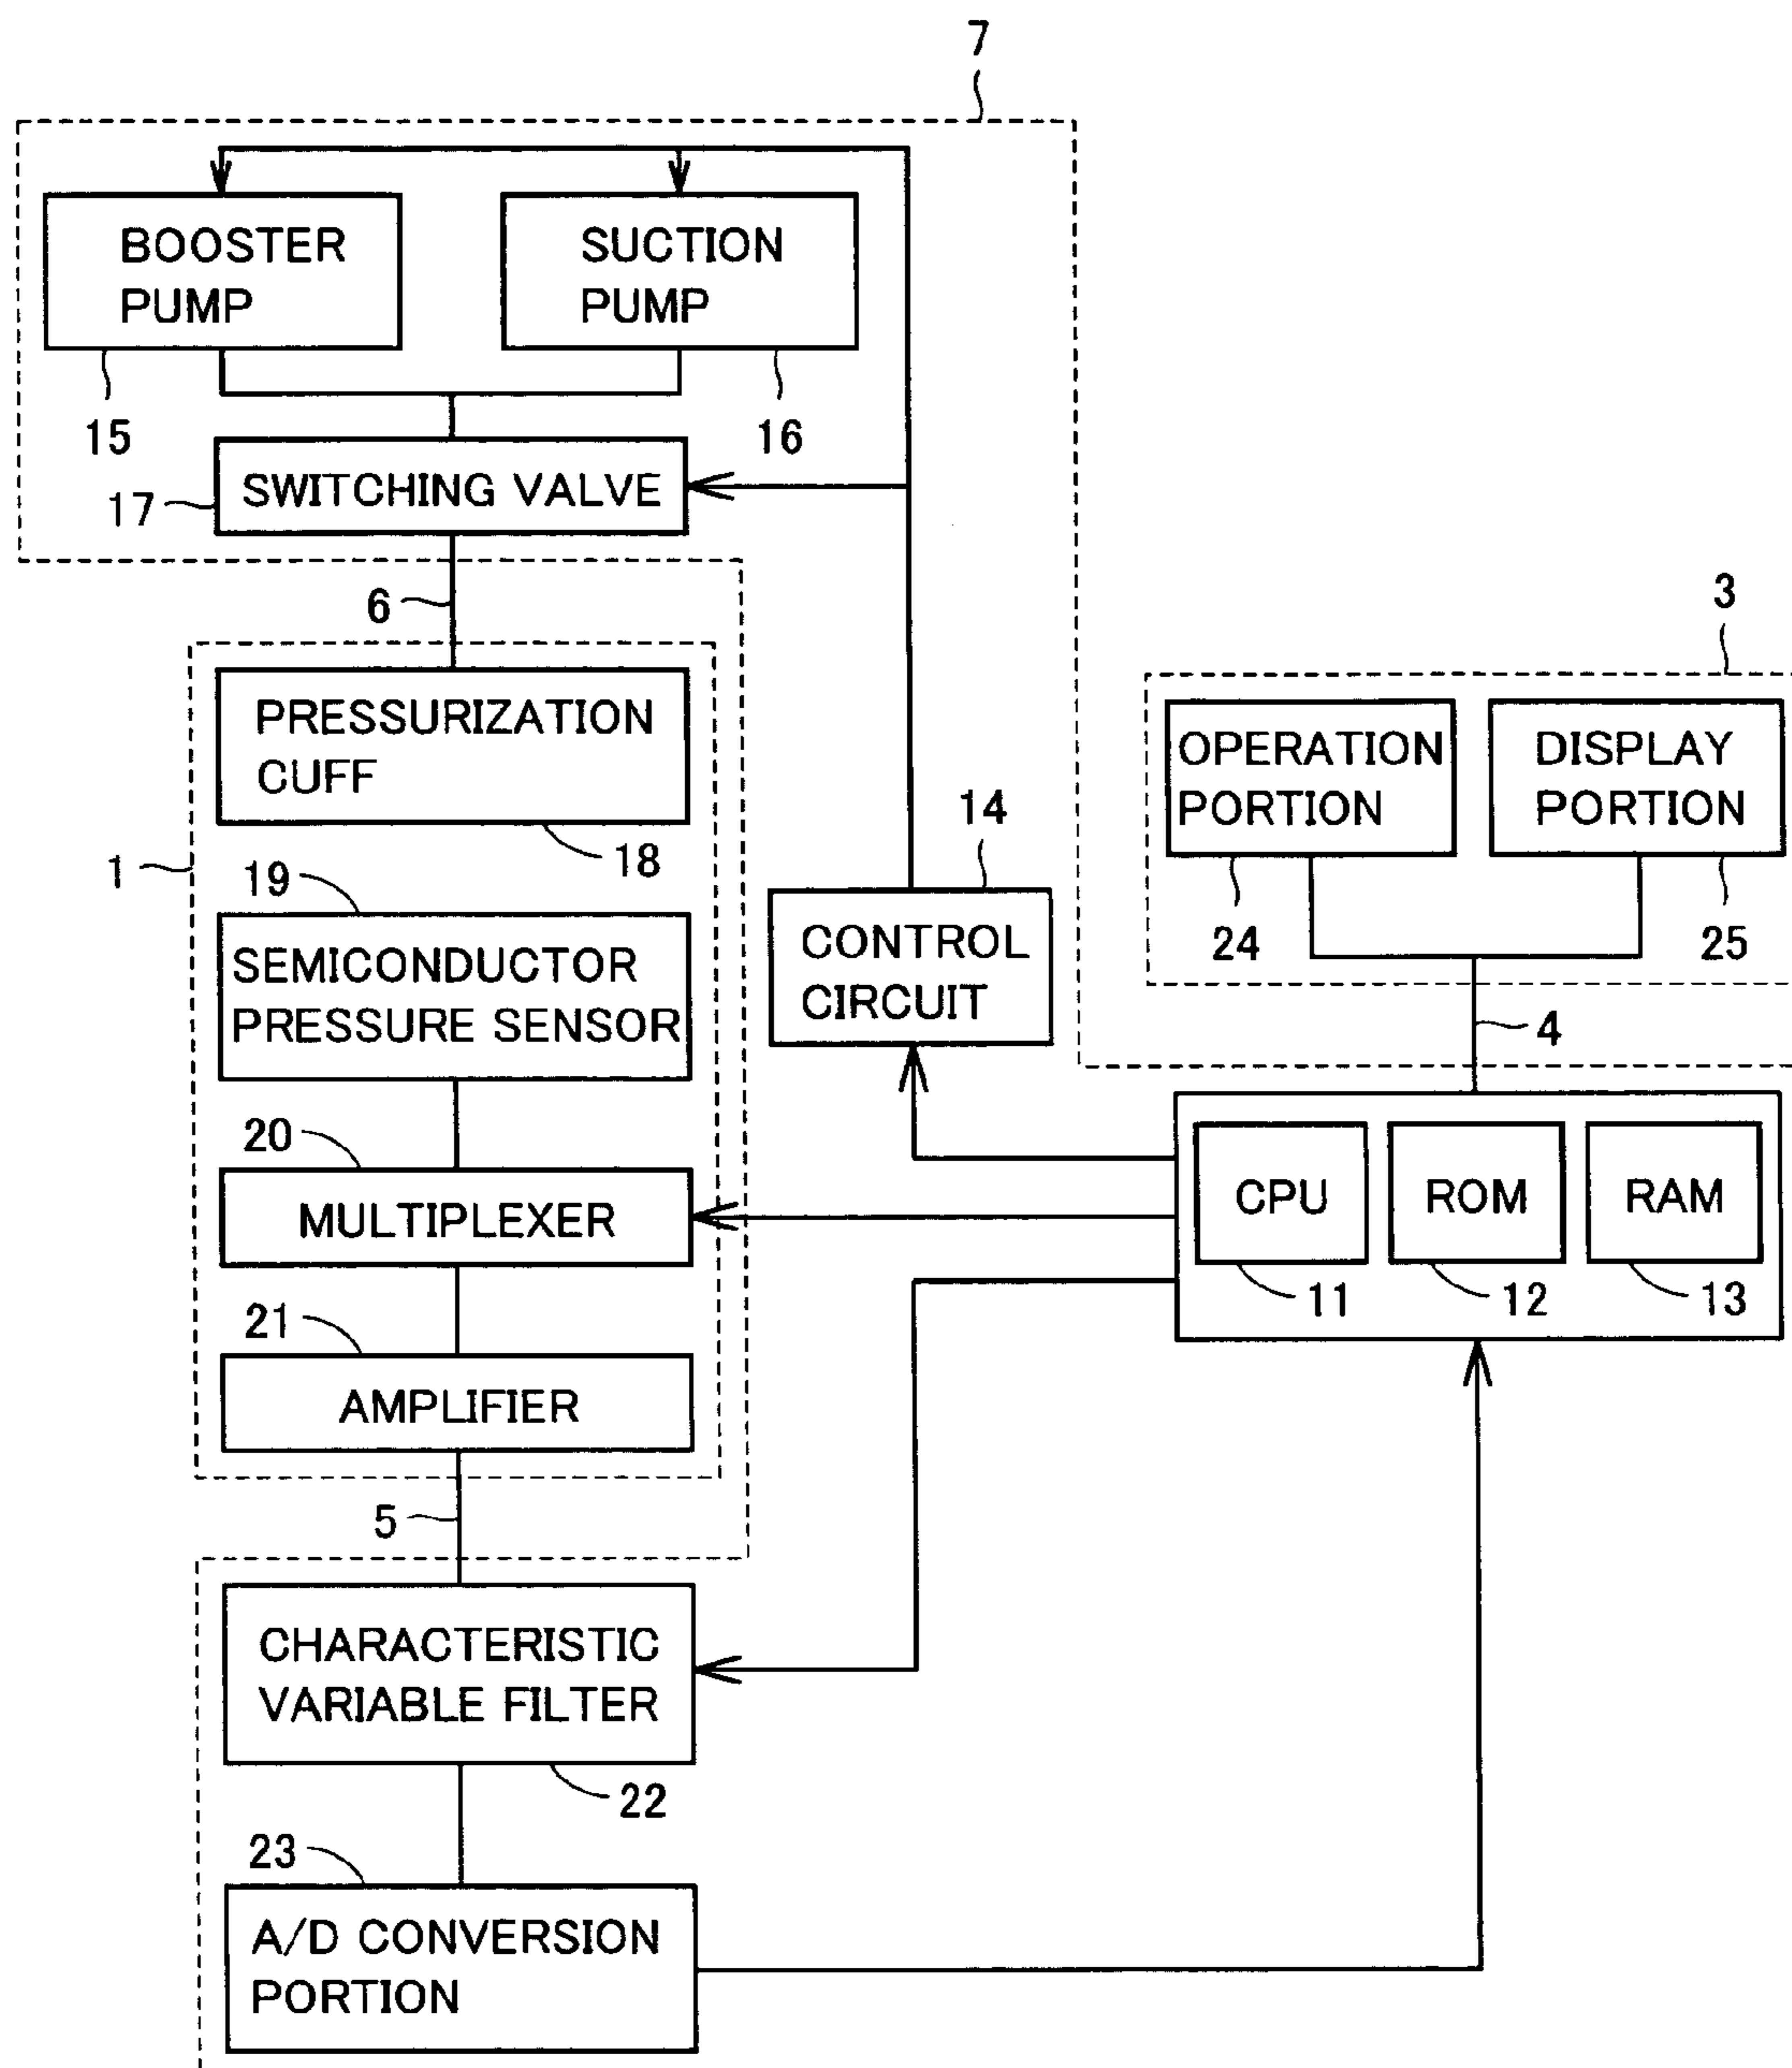 7
BOOSTER
PUMP
SUCTION
PUMP
15
16
17
SWITCHING VALVE
6
3
PRESSURIZATION
CUFF
OPERATION
PORTION
DISPLAY
PORTION
1
18
14
19
24
25
SEMICONDUCTOR
PRESSURE SENSOR
CONTROL
CIRCUIT
4
20
MULTIPLEXER
CPU
ROM
RAM
11
12
13
21
AMPLIFIER
5
CHARACTERISTIC
VARIABLE FILTER
22
23
A/D CONVERSION
PORTION